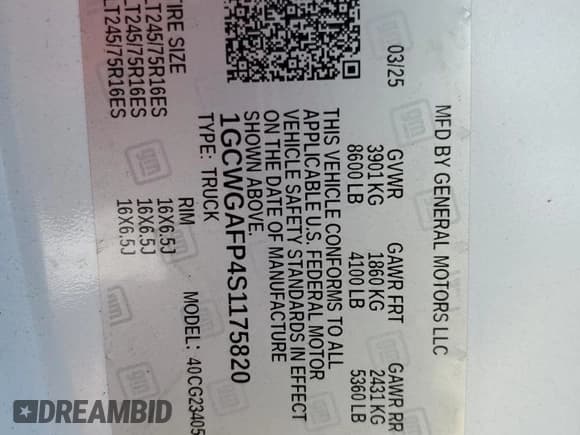 MFD BY GENERAL MOTORS LLC
03/25 GVWR GAWR FRT GAWR RR
3901 KG 1860 KG 2431 KG
8600 LB 4100 LB 5360 LB
THIS VEHICLE CONFORMS TO ALL
APPLICABLE U.S. FEDERAL MOTOR
VEHICLE SAFETY STANDARDS IN EFFECT
ON THE DATE OF MANUFACTURE
SHOWN ABOVE.
1GCWGAFP4S1175820
TYPE: TRUCK 40CG23405
TIRE SIZE RIM
LT245/75R16ES 16X6.5J
LT245/75R16ES 16X6.5J
LT245/75R16ES 16X6.5J
gm
DREAMBID